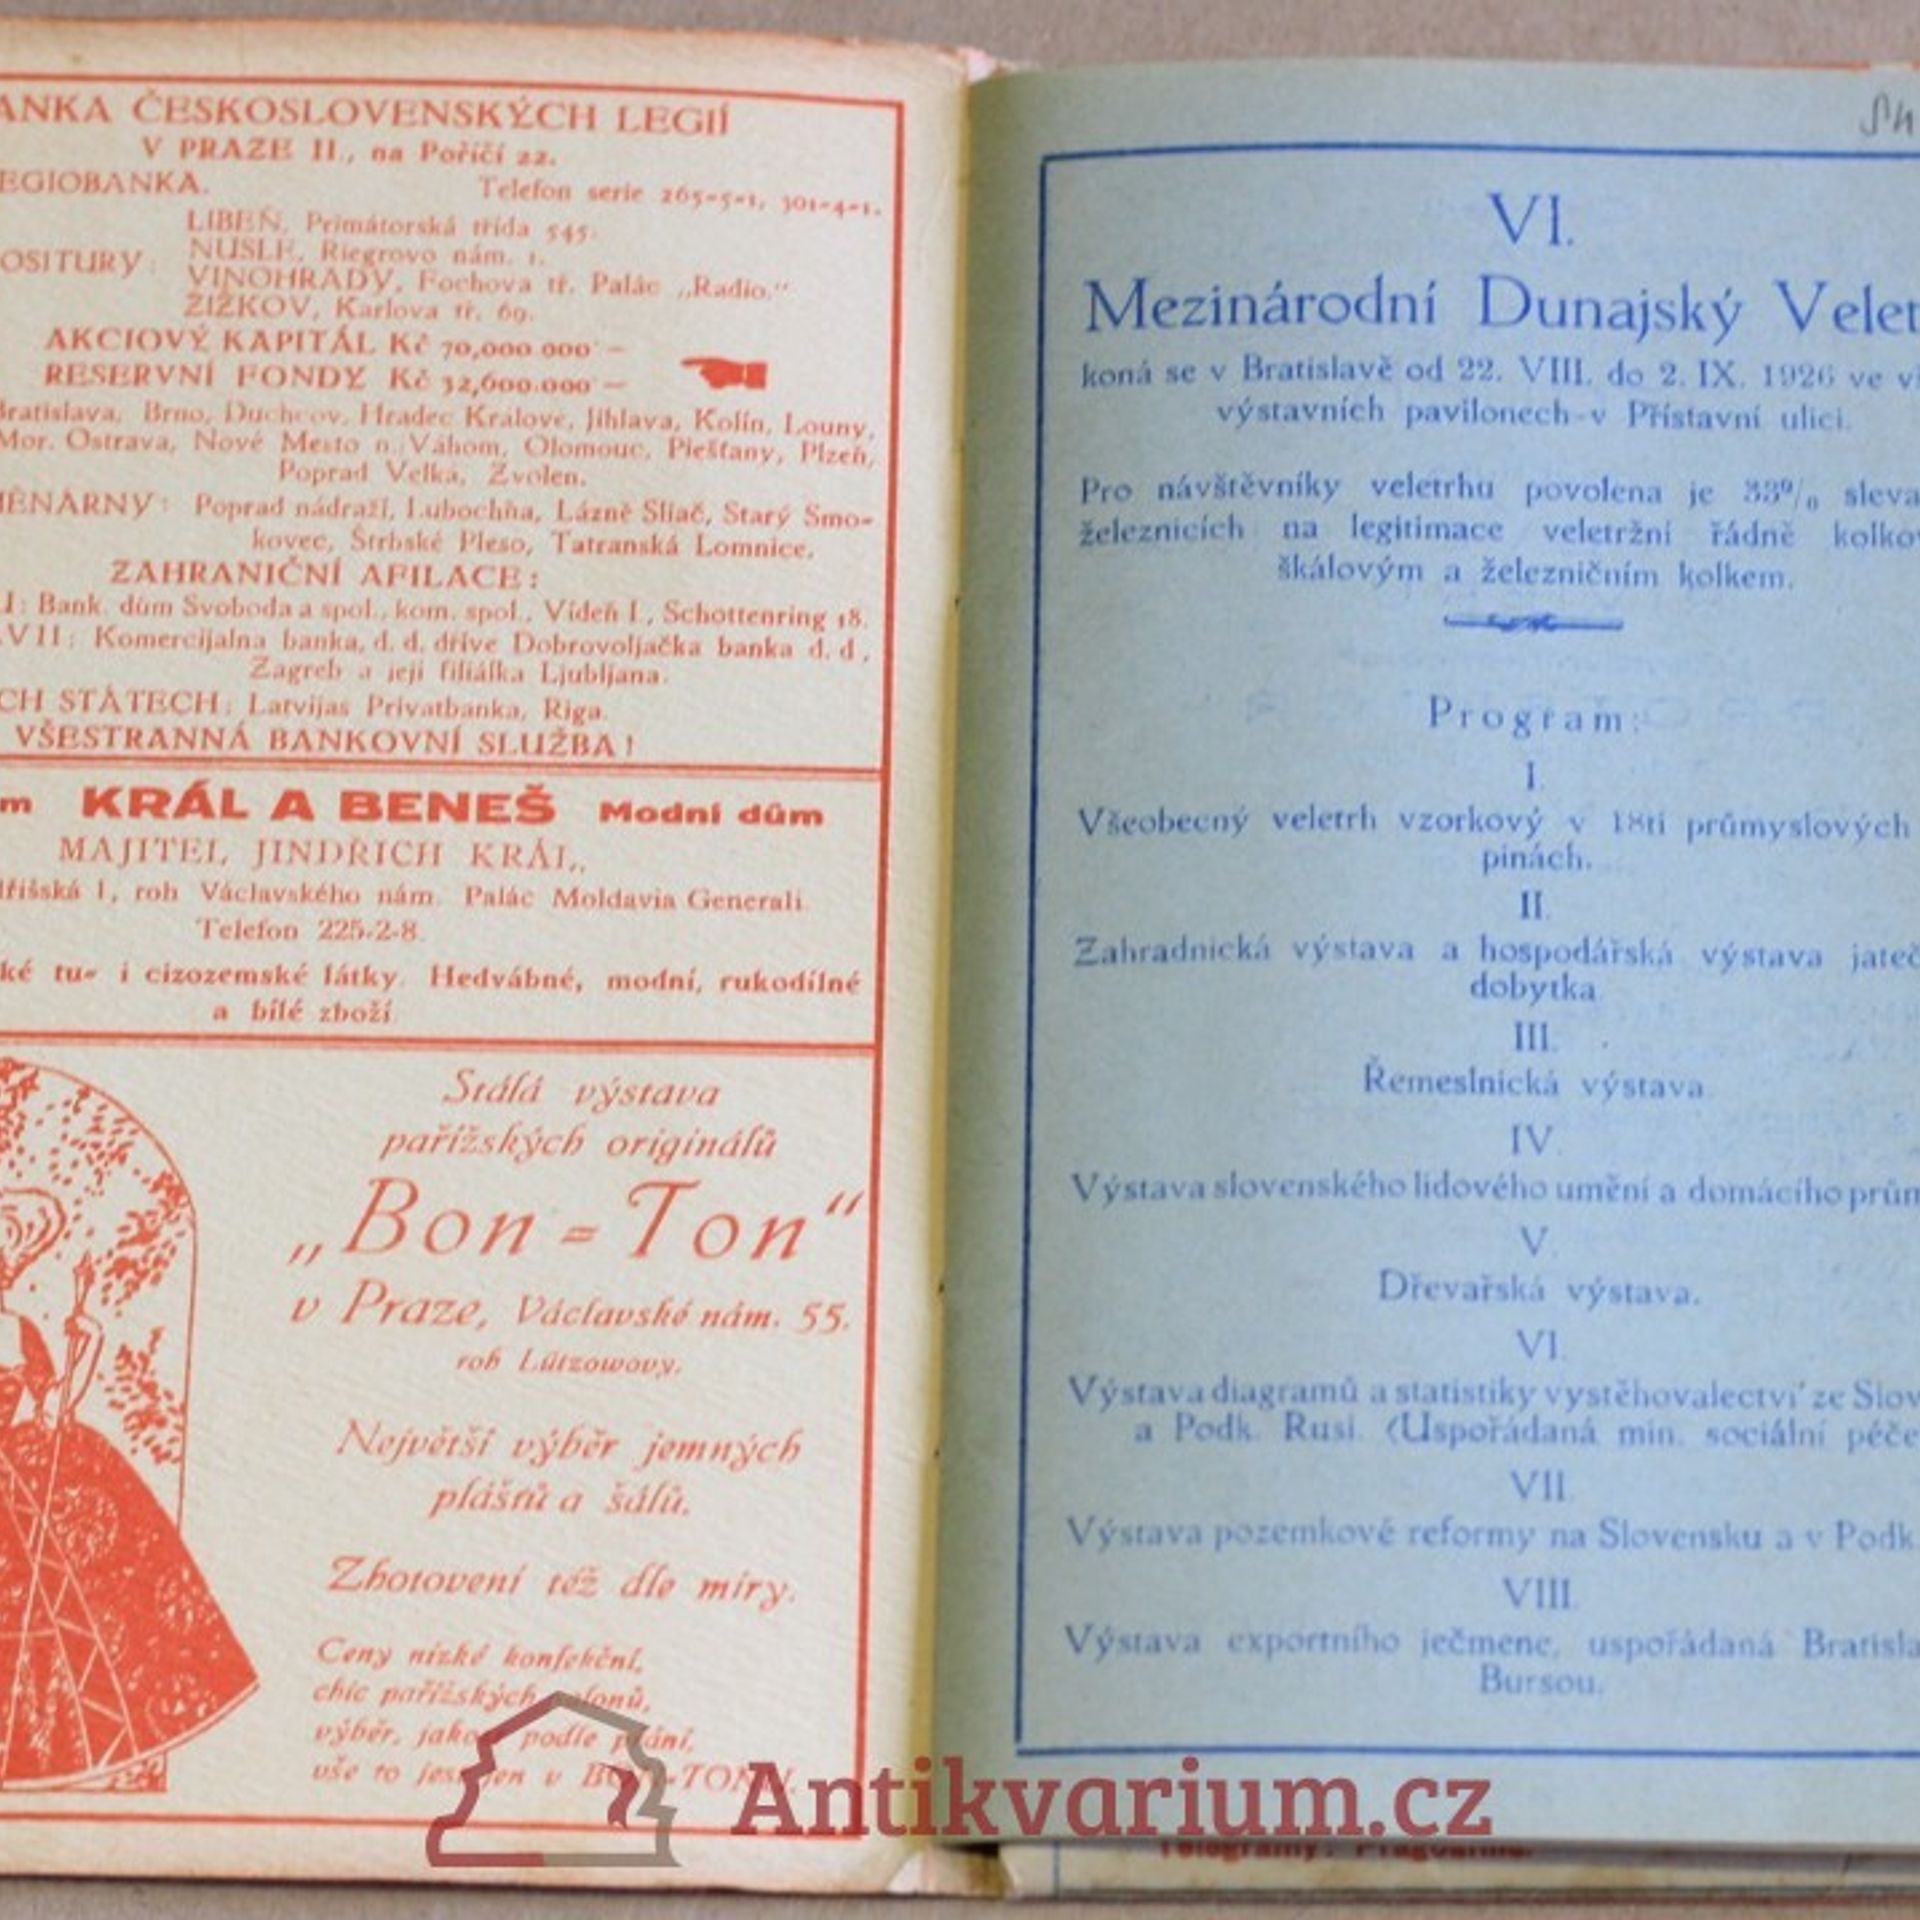 ANKA ČESKOSLOVENSKÝCH LEGIÍ
V PRAZE II., na Poříčí 22.
EGIOBANKA. Telefon serie 265-5-1, 301-4-1.
LIBEŇ, Primátorská třída 545.
OSITURY: NUSLE, Riegrovo nám. 1.
VINOHRADY, Fochova tř. Palác „Radio.“
ŽIŽKOV, Karlova tř. 69.
AKCIOVÝ KAPITÁL Kč 70,000.000·—
RESERVNÍ FONDY Kč 32,600.000·—
Bratislava, Brno, Duchcov, Hradec Králové, Jihlava, Kolín, Louny,
Mor. Ostrava, Nové Mesto n. Váhom, Olomouc, Piešťany, Plzeň,
Poprad Velká, Zvolen.
ĚNÁRNY: Poprad nádraží, Lubochňa, Lázně Sliač, Starý Smo-
kovec, Štrbské Pleso, Tatranská Lomnice.
ZAHRANIČNÍ AFILACE:
U: Bank. dům Svoboda a spol., kom. spol., Vídeň I., Schottenring 18.
VII: Komercijalna banka, d. d. dříve Dobrovoljačka banka d. d.,
Zagreb a její filiálka Ljubljana.
CH STÁTECH: Latvijas Privatbanka, Riga.
VŠESTRANNÁ BANKOVNÍ SLUŽBA!
m KRÁL A BENEŠ Modní dům
MAJITEL JINDŘICH KRÁL,
dřišská 1, roh Václavského nám. Palác Moldavia Generali.
Telefon 225-2-8.
ké tu- i cizozemské látky. Hedvábné, modní, rukodílné
a bílé zboží.
Stálá výstava
pařížských originálů
„Bon-Ton“
v Praze, Václavské nám. 55.
roh Lützowovy.
Největší výběr jemných
plášťů a šálů.
Zhotovení též dle míry.
Ceny nízké konfekční,
chic pařížských salonů,
výběr, jako podle přání,
vše to jest jen v BON-TONU.
VI.
Mezinárodní Dunajský Velet
koná se v Bratislavě od 22. VIII. do 2. IX. 1926 ve v
výstavních pavilonech v Přístavní ulici.
Pro návštěvníky veletrhu povolena je 33% sleva
železnicích na legitimace veletržní řádně kolko
škálovým a železničním kolkem.
Program:
I.
Všeobecný veletrh vzorkový v 18ti průmyslových
pinách.
II.
Zahradnická výstava a hospodářská výstava jateč
dobytka.
III.
Řemeslnická výstava.
IV.
Výstava slovenského lidového umění a domácího prům
V.
Dřevařská výstava.
VI.
Výstava diagramů a statistiky vystěhovalectví ze Slov
a Podk. Rusi. (Uspořádaná min. sociální péče
VII.
Výstava pozemkové reformy na Slovensku a v Podk.
VIII.
Výstava exportního ječmene, uspořádaná Bratisla
Bursou.
Antikvarium.cz